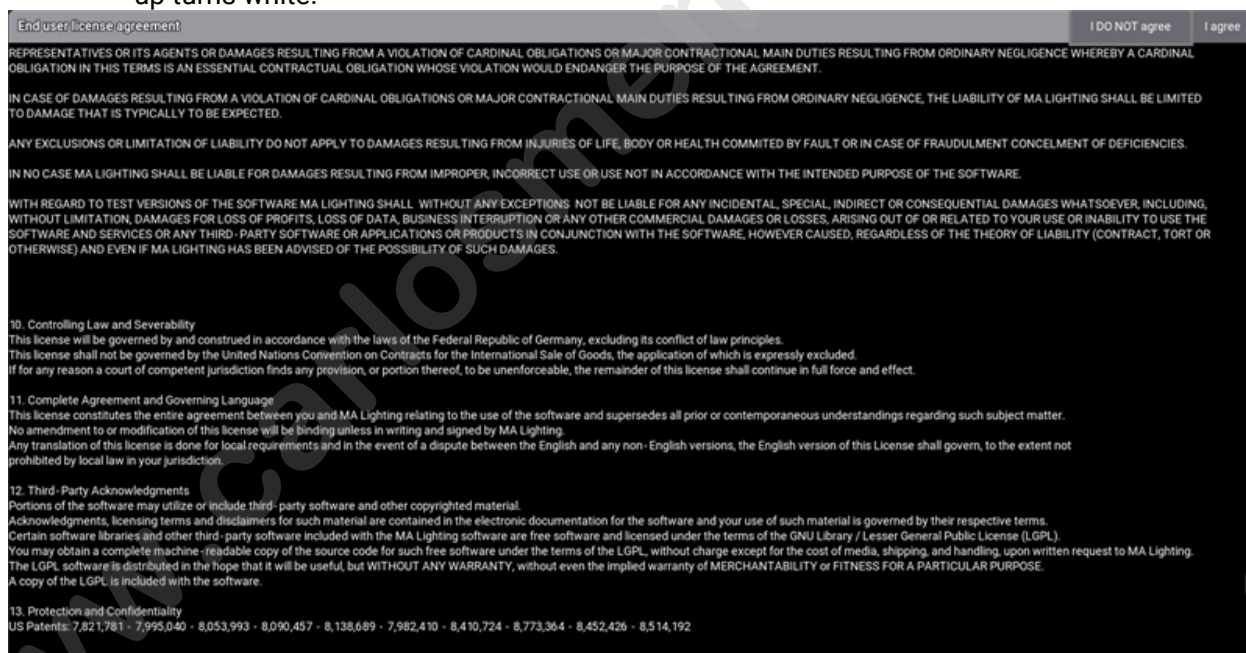 up turns white.
End user license agreement
I DO NOT agree
I agree
REPRESENTATIVES OR ITS AGENTS OR DAMAGES RESULTING FROM A VIOLATION OF CARDINAL OBLIGATIONS OR MAJOR CONTRACTIONAL MAIN DUTIES RESULTING FROM ORDINARY NEGLIGENCE WHEREBY A CARDINAL
OBLIGATION IN THIS TERMS IS AN ESSENTIAL CONTRACTUAL OBLIGATION WHOSE VIOLATION WOULD ENDANGER THE PURPOSE OF THE AGREEMENT.
IN CASE OF DAMAGES RESULTING FROM A VIOLATION OF CARDINAL OBLIGATIONS OR MAJOR CONTRACTIONAL MAIN DUTIES RESULTING FROM ORDINARY NEGLIGENCE, THE LIABILITY OF MA LIGHTING SHALL BE LIMITED
TO DAMAGE THAT IS TYPICALLY TO BE EXPECTED.
ANY EXCLUSIONS OR LIMITATION OF LIABILITY DO NOT APPLY TO DAMAGES RESULTING FROM INJURIES OF LIFE, BODY OR HEALTH COMMITED BY FAULT OR IN CASE OF FRAUDULMENT CONCELMENT OF DEFICIENCIES.
IN NO CASE MA LIGHTING SHALL BE LIABLE FOR DAMAGES RESULTING FROM IMPROPER, INCORRECT USE OR USE NOT IN ACCORDANCE WITH THE INTENDED PURPOSE OF THE SOFTWARE.
WITH REGARD TO TEST VERSIONS OF THE SOFTWARE MA LIGHTING SHALL WITHOUT ANY EXCEPTIONS NOT BE LIABLE FOR ANY INCIDENTAL, SPECIAL, INDIRECT OR CONSEQUENTIAL DAMAGES WHATSOEVER, INCLUDING,
WITHOUT LIMITATION, DAMAGES FOR LOSS OF PROFITS, LOSS OF DATA, BUSINESS INTERRUPTION OR ANY OTHER COMMERCIAL DAMAGES OR LOSSES, ARISING OUT OF OR RELATED TO YOUR USE OR INABILITY TO USE THE
SOFTWARE AND SERVICES OR ANY THIRD-PARTY SOFTWARE OR APPLICATIONS OR PRODUCTS IN CONJUNCTION WITH THE SOFTWARE, HOWEVER CAUSED, REGARDLESS OF THE THEORY OF LIABILITY (CONTRACT, TORT OR
OTHERWISE) AND EVEN IF MA LIGHTING HAS BEEN ADVISED OF THE POSSIBILITY OF SUCH DAMAGES.
10. Controlling Law and Severability
This license will be governed by and construed in accordance with the laws of the Federal Republic of Germany, excluding its conflict of law principles.
This license shall not be governed by the United Nations Convention on Contracts for the International Sale of Goods, the application of which is expressly excluded.
If for any reason a court of competent jurisdiction finds any provision, or portion thereof, to be unenforceable, the remainder of this license shall continue in full force and effect.
11. Complete Agreement and Governing Language
This license constitutes the entire agreement between you and MA Lighting relating to the use of the software and supersedes all prior or contemporaneous understandings regarding such subject matter.
No amendment to or modification of this license will be binding unless in writing and signed by MA Lighting.
Any translation of this license is done for local requirements and in the event of a dispute between the English and any non-English versions, the English version of this License shall govern, to the extent not
prohibited by local law in your jurisdiction.
12. Third-Party Acknowledgments
Portions of the software may utilize or include third-party software and other copyrighted material.
Acknowledgments, licensing terms and disclaimers for such material are contained in the electronic documentation for the software and your use of such material is governed by their respective terms.
Certain software libraries and other third-party software included with the MA Lighting software are free software and licensed under the terms of the GNU Library / Lesser General Public License (LGPL).
You may obtain a complete machine-readable copy of the source code for such free software under the terms of the LGPL, without charge except for the cost of media, shipping, and handling, upon written request to MA Lighting.
The LGPL software is distributed in the hope that it will be useful, but WITHOUT ANY WARRANTY, without even the implied warranty of MERCHANTABILITY or FITNESS FOR A PARTICULAR PURPOSE.
A copy of the LGPL is included with the software.
13. Protection and Confidentiality
US Patents: 7,821,781 - 7,995,040 - 8,053,993 - 8,090,457 - 8,138,689 - 7,982,410 - 8,410,724 - 8,773,364 - 8,452,426 - 8,514,192